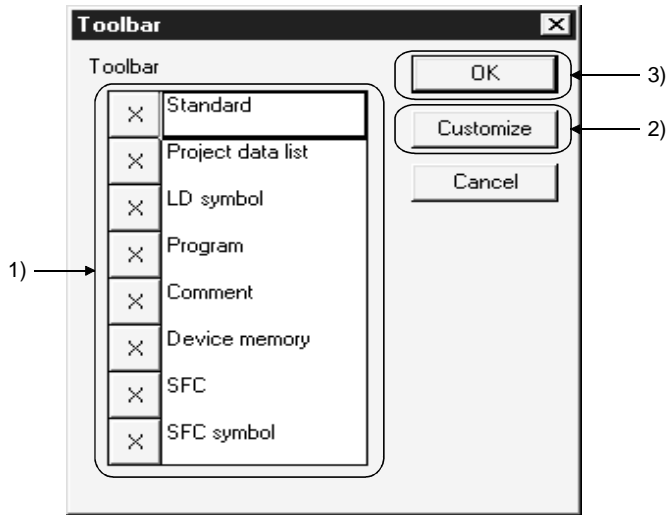 Toolbar
Toolbar
OK
3)
X Standard
Customize
2)
X Project data list
Cancel
X LD symbol
X Program
1)
X Comment
X Device memory
X SFC
X SFC symbol